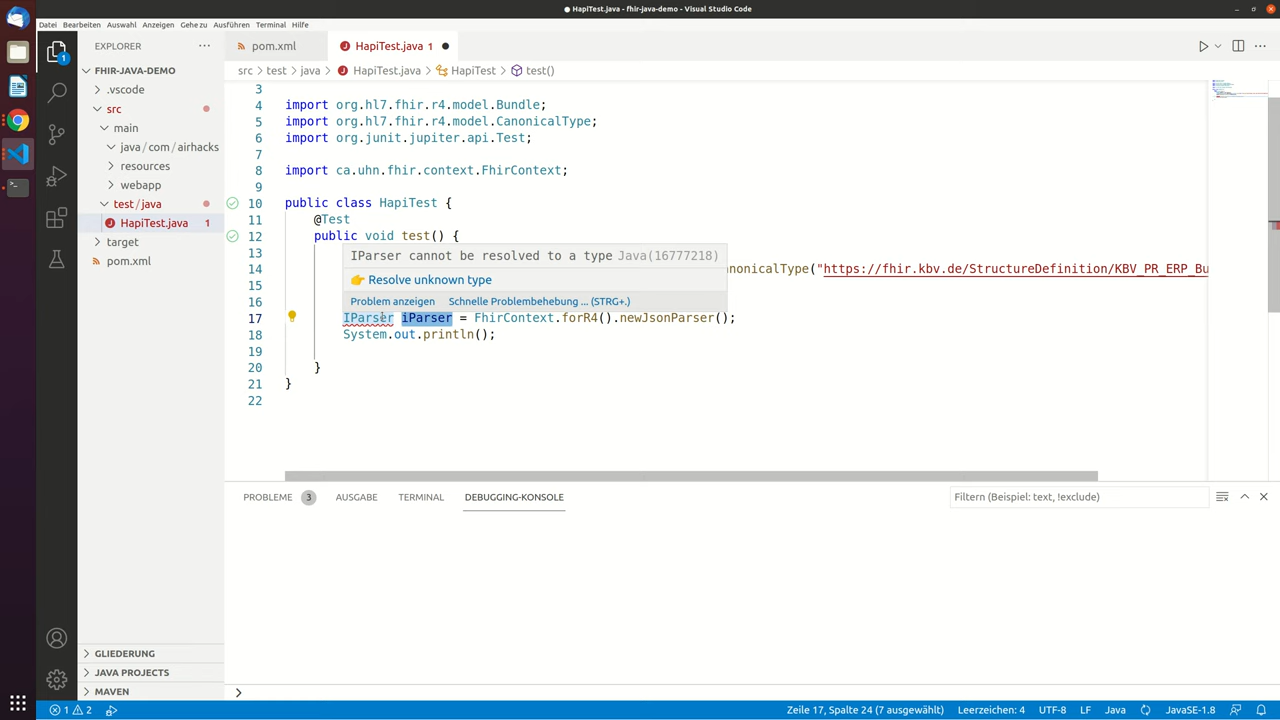 HapiTest.java - fhir-java-demo - Visual Studio Code
Datei Bearbeiten Auswahl Anzeigen Gehe zu Ausführen Terminal Hilfe
EXPLORER
pom.xml
HapiTest.java 1
FHIR-JAVA-DEMO
src > test > java > HapiTest.java > HapiTest > test()
.vscode
src
main
java / com / airhacks
resources
webapp
test / java
HapiTest.java 1
target
pom.xml
3
4 import org.hl7.fhir.r4.model.Bundle;
5 import org.hl7.fhir.r4.model.CanonicalType;
6 import org.junit.jupiter.api.Test;
7
8 import ca.uhn.fhir.context.FhirContext;
9
10 public class HapiTest {
11 @Test
12 public void test() {
13
14 anonicalType("https://fhir.kbv.de/StructureDefinition/KBV_PR_ERP_Bu
15
16
IParser cannot be resolved to a type Java(16777218)
👉 Resolve unknown type
Problem anzeigen Schnelle Problembehebung ... (STRG+.)
17 IParser iParser = FhirContext.forR4().newJsonParser();
18 System.out.println();
19
20 }
21 }
22
PROBLEME 3 AUSGABE TERMINAL DEBUGGING-KONSOLE
Filtern (Beispiel: text, !exclude)
GLIEDERUNG
JAVA PROJECTS
MAVEN
1 2
Zeile 17, Spalte 24 (7 ausgewählt) Leerzeichen: 4 UTF-8 LF Java JavaSE-1.8